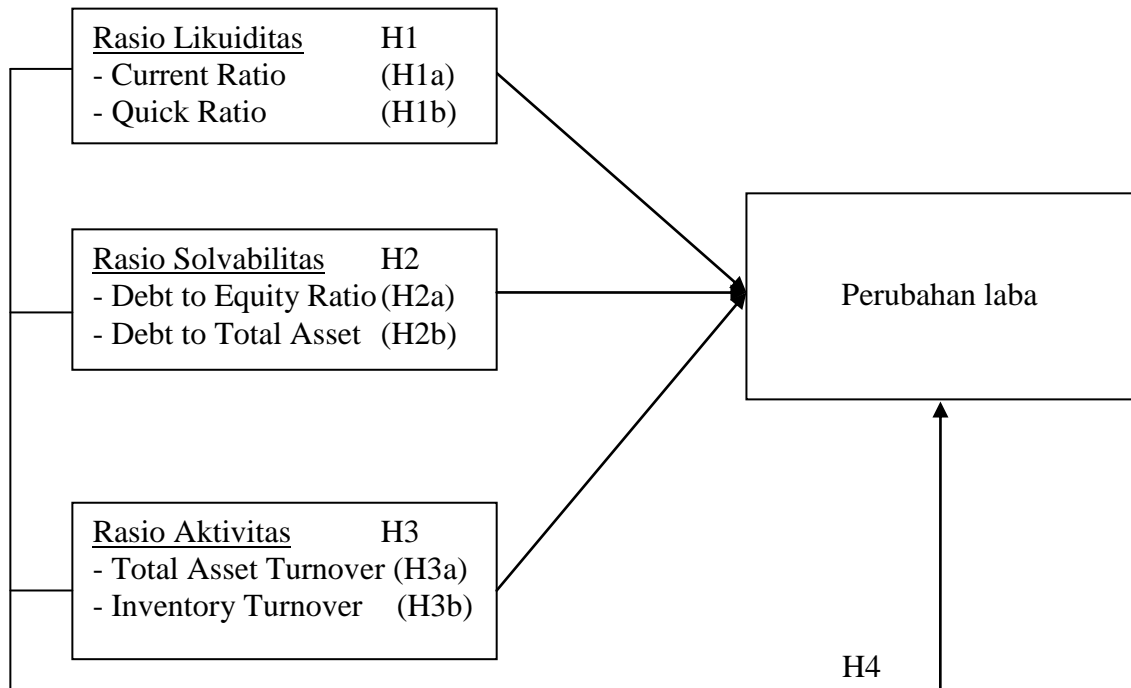 Rasio Likuiditas H1
- Current Ratio (H1a)
- Quick Ratio (H1b)
Rasio Solvabilitas H2
- Debt to Equity Ratio (H2a)
- Debt to Total Asset (H2b)
Perubahan laba
Rasio Aktivitas H3
- Total Asset Turnover (H3a)
- Inventory Turnover (H3b)
H4